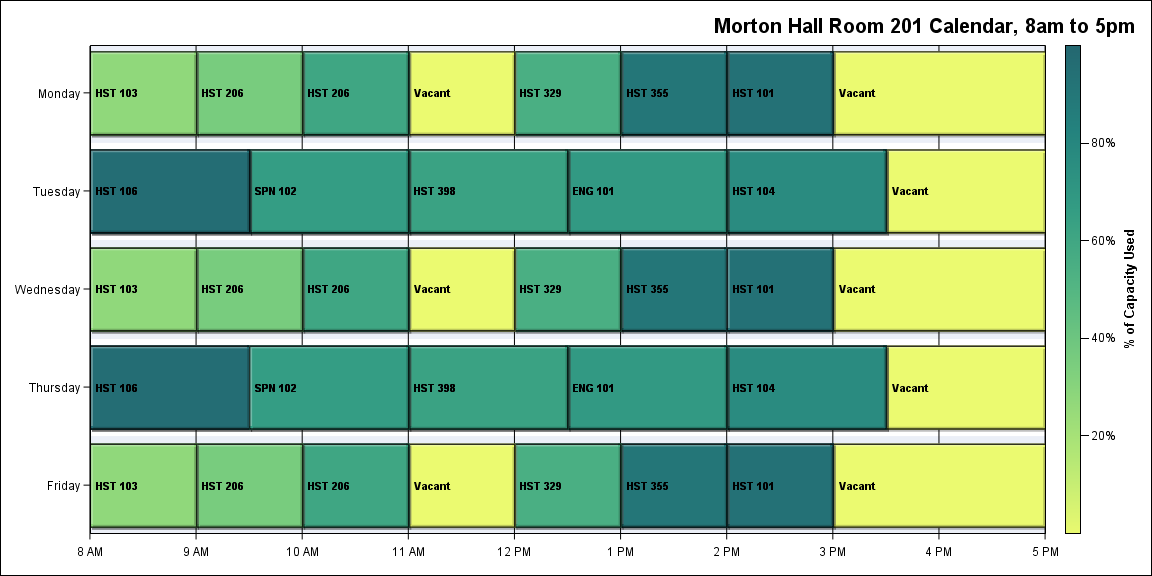 Morton Hall Room 201 Calendar, 8am to 5pm
Monday
HST 103
HST 206
HST 206
Vacant
HST 329
HST 355
HST 101
Vacant
Tuesday
HST 106
SPN 102
HST 398
ENG 101
HST 104
Vacant
Wednesday
HST 103
HST 206
HST 206
Vacant
HST 329
HST 355
HST 101
Vacant
Thursday
HST 106
SPN 102
HST 398
ENG 101
HST 104
Vacant
Friday
HST 103
HST 206
HST 206
Vacant
HST 329
HST 355
HST 101
Vacant
8 AM
9 AM
10 AM
11 AM
12 PM
1 PM
2 PM
3 PM
4 PM
5 PM
80%
60%
40%
20%
% of Capacity Used